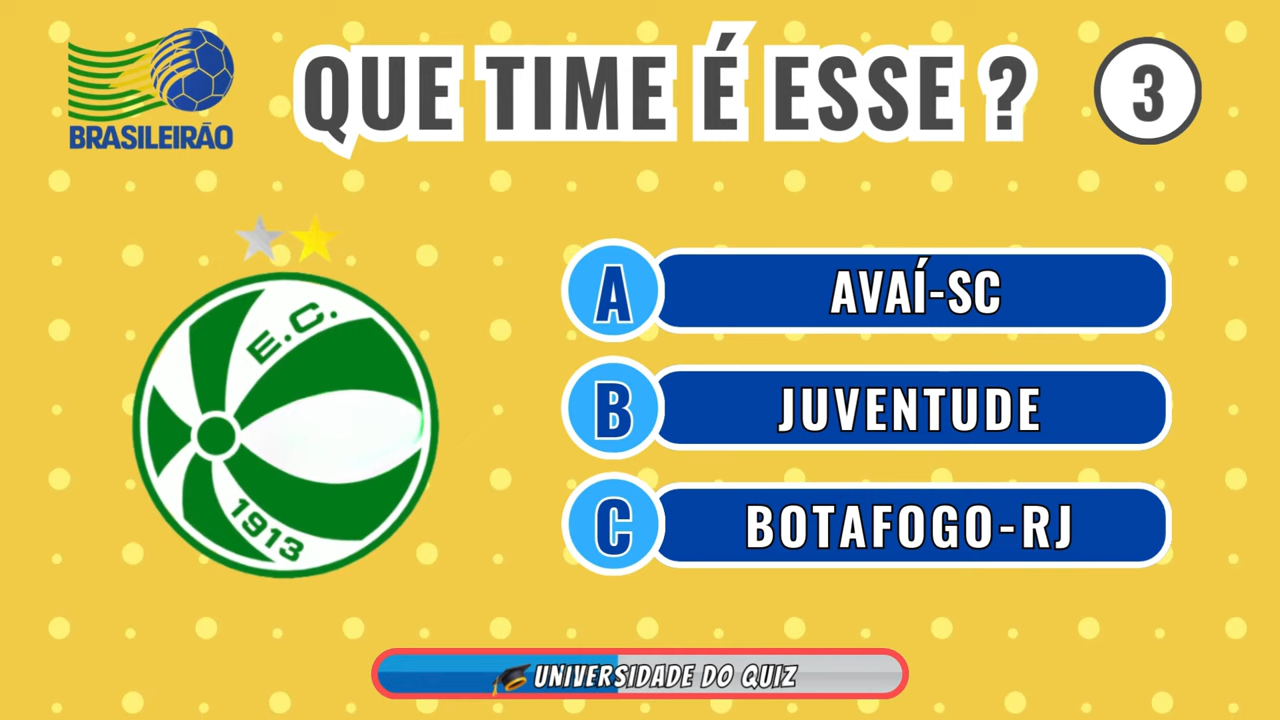 BRASILEIRÃO
QUE TIME É ESSE ?
3
E.C.
1913
A
AVAÍ-SC
B
JUVENTUDE
C
BOTAFOGO-RJ
UNIVERSIDADE DO QUIZ